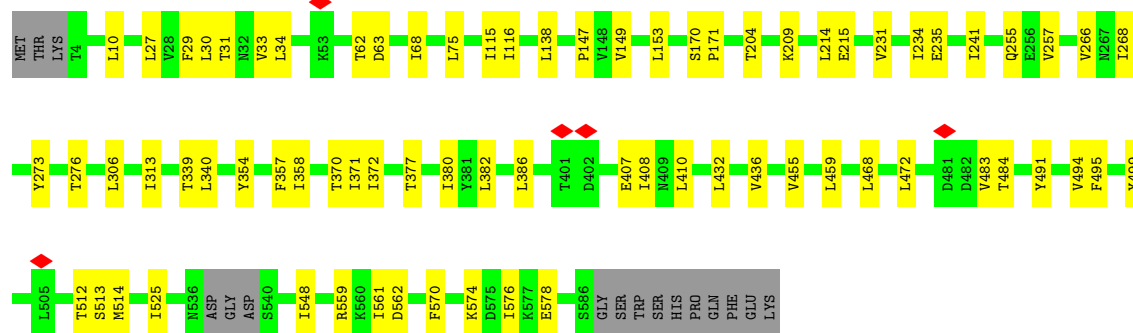 MET THR LYS T4 L10 L27 V28 F29 L30 T31 N32 V33 L34 K53 T62 D63 I68 L75 I115 I116 L138 P147 V148 V149 L153 S170 P171 T204 K209 L214 E215 V231 I234 E235 I241 Q255 E256 V257 V266 N267 I268
Y273 T276 L306 I313 T339 L340 Y354 F357 I358 T370 I371 I372 T377 I380 Y381 L382 L386 T401 D402 E407 I408 N409 L410 L432 V436 V455 L459 L468 L472 D481 D482 V483 T484 Y491 V494 F495
L505 T512 S513 M514 I525 N536 ASP GLY ASP S540 I548 R559 K560 I561 D562 F570 K574 D575 I576 K577 E578 S586 GLY SER TRP SER HIS PRO GLN PHE GLU LYS